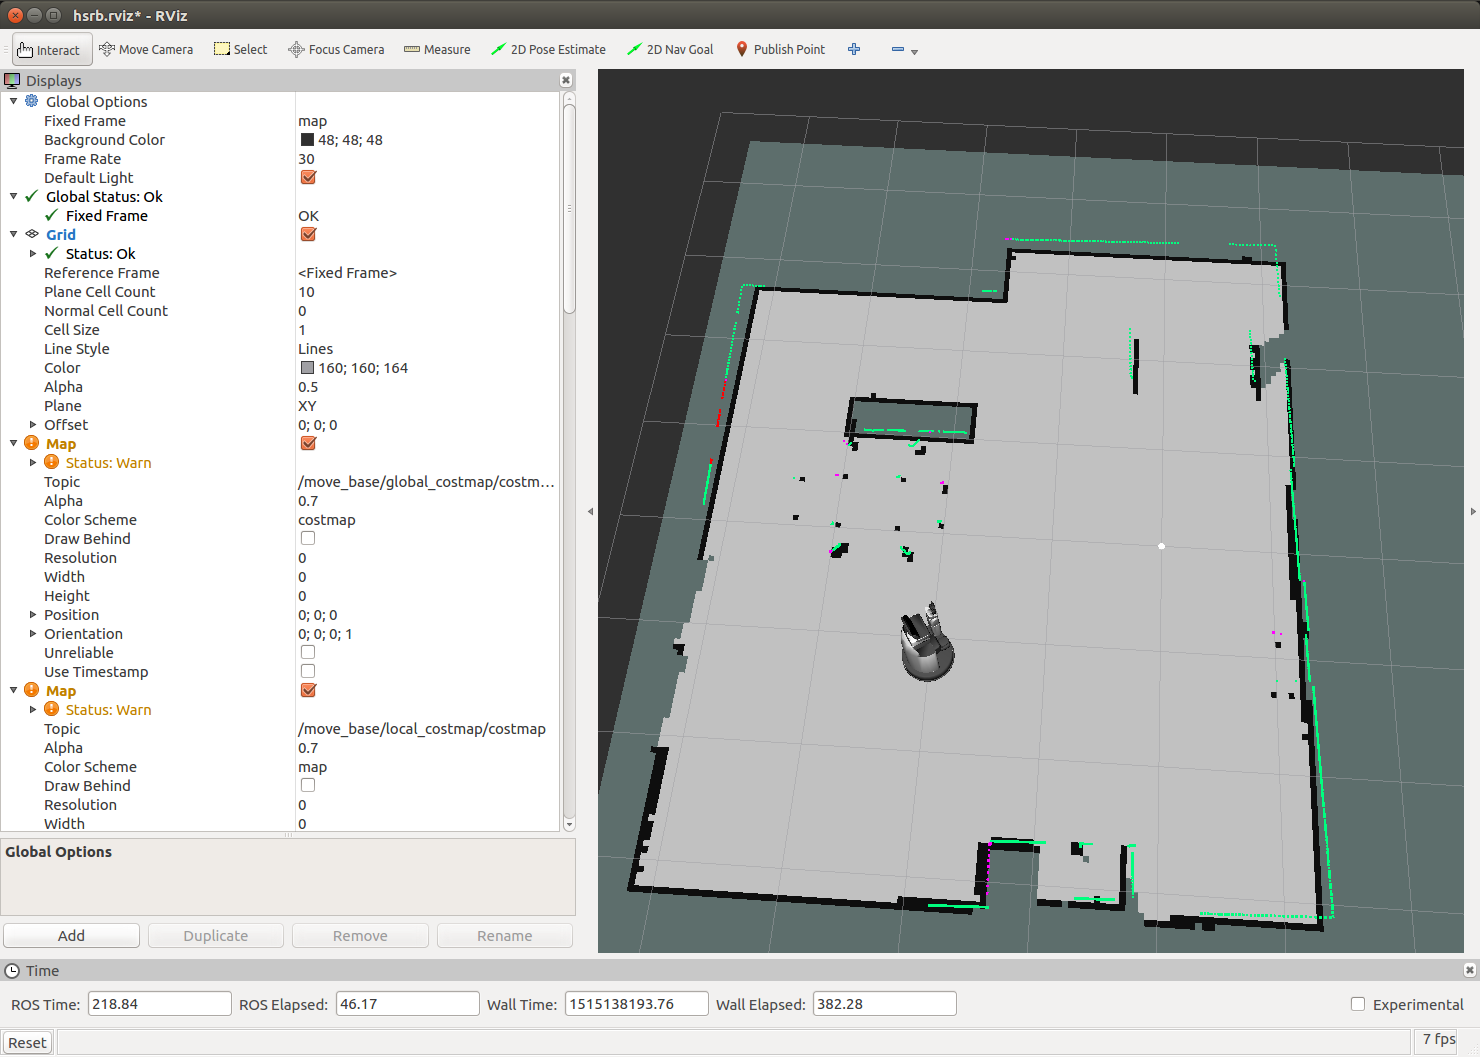 hsrb.rviz* - RViz
Interact Move Camera Select Focus Camera Measure 2D Pose Estimate 2D Nav Goal Publish Point
Displays
Global Options
Fixed Frame map
Background Color 48; 48; 48
Frame Rate 30
Default Light
Global Status: Ok
Fixed Frame OK
Grid
Status: Ok
Reference Frame <Fixed Frame>
Plane Cell Count 10
Normal Cell Count 0
Cell Size 1
Line Style Lines
Color 160; 160; 164
Alpha 0.5
Plane XY
Offset 0; 0; 0
Map
Status: Warn
Topic /move_base/global_costmap/costm...
Alpha 0.7
Color Scheme costmap
Draw Behind
Resolution 0
Width 0
Height 0
Position 0; 0; 0
Orientation 0; 0; 0; 1
Unreliable
Use Timestamp
Map
Status: Warn
Topic /move_base/local_costmap/costmap
Alpha 0.7
Color Scheme map
Draw Behind
Resolution 0
Width 0
Global Options
Add Duplicate Remove Rename
Time
ROS Time: 218.84 ROS Elapsed: 46.17 Wall Time: 1515138193.76 Wall Elapsed: 382.28 Experimental
Reset 7 fps